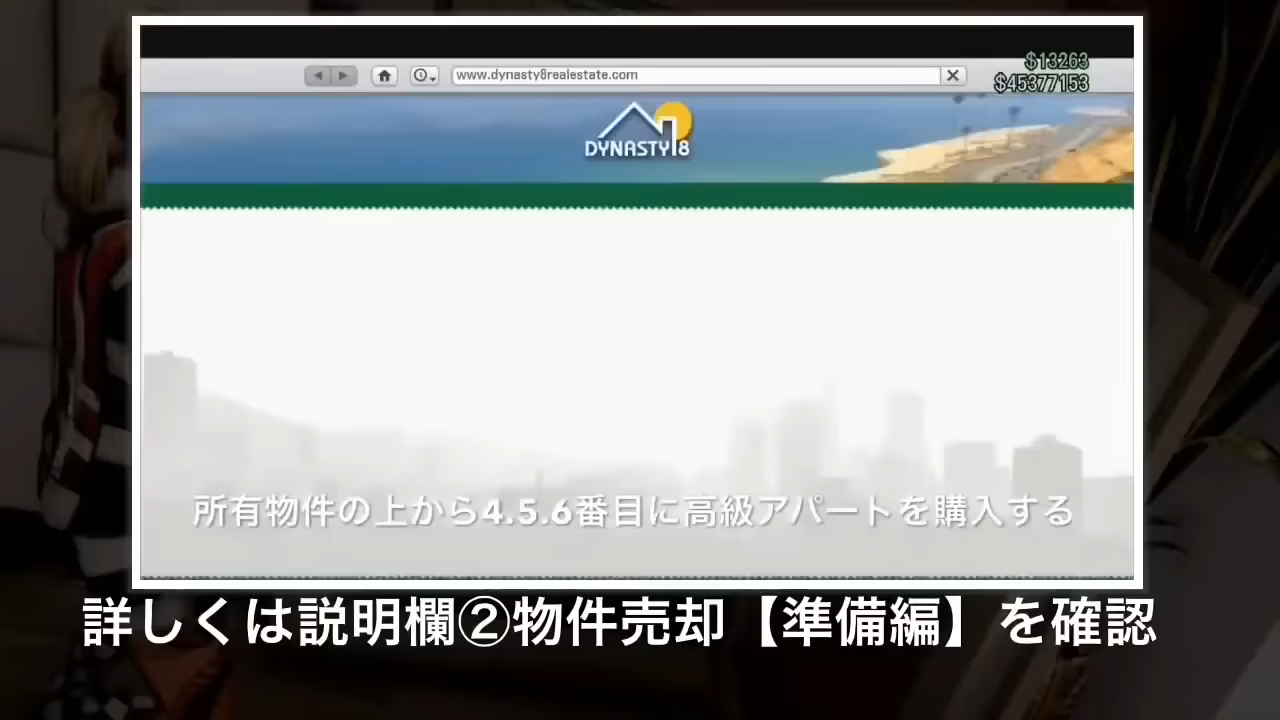 $13263
www.dynasty8realestate.com
$45377153
DYNASTY 8
所有物件の上から4.5.6番目に高級アパートを購入する
詳しくは説明欄②物件売却【準備編】を確認